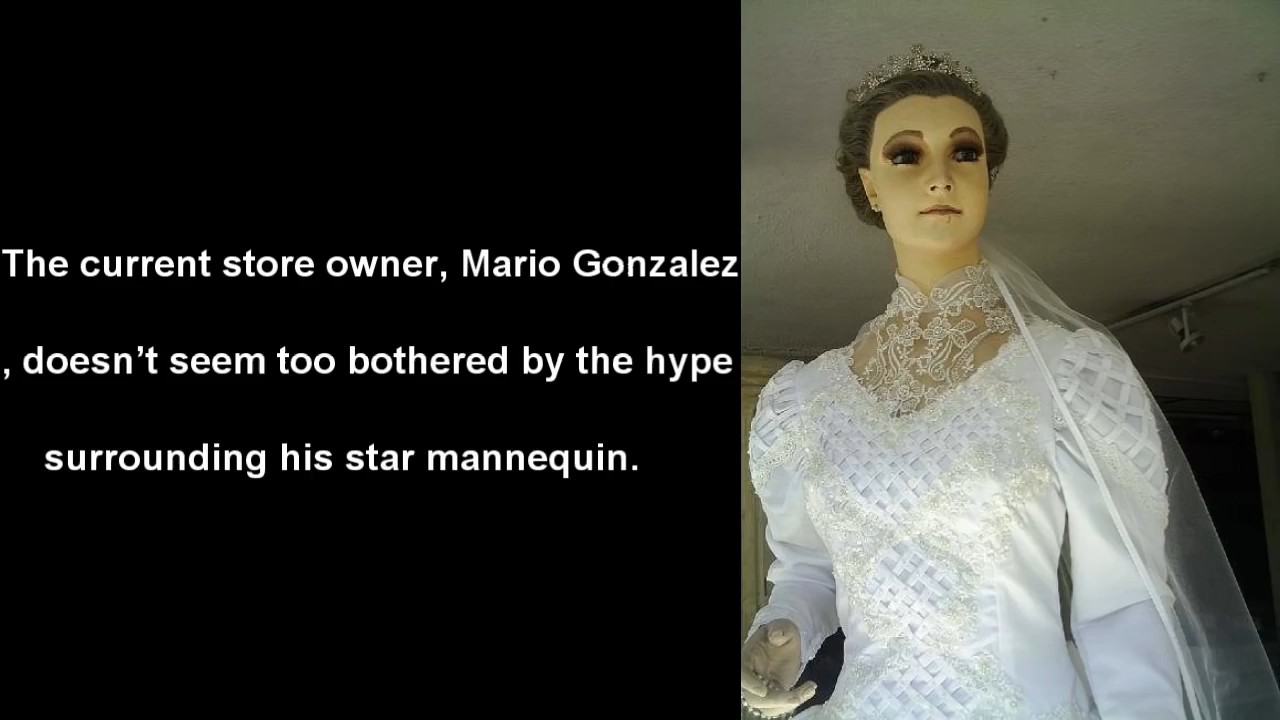 The current store owner, Mario Gonzalez
, doesn’t seem too bothered by the hype
surrounding his star mannequin.